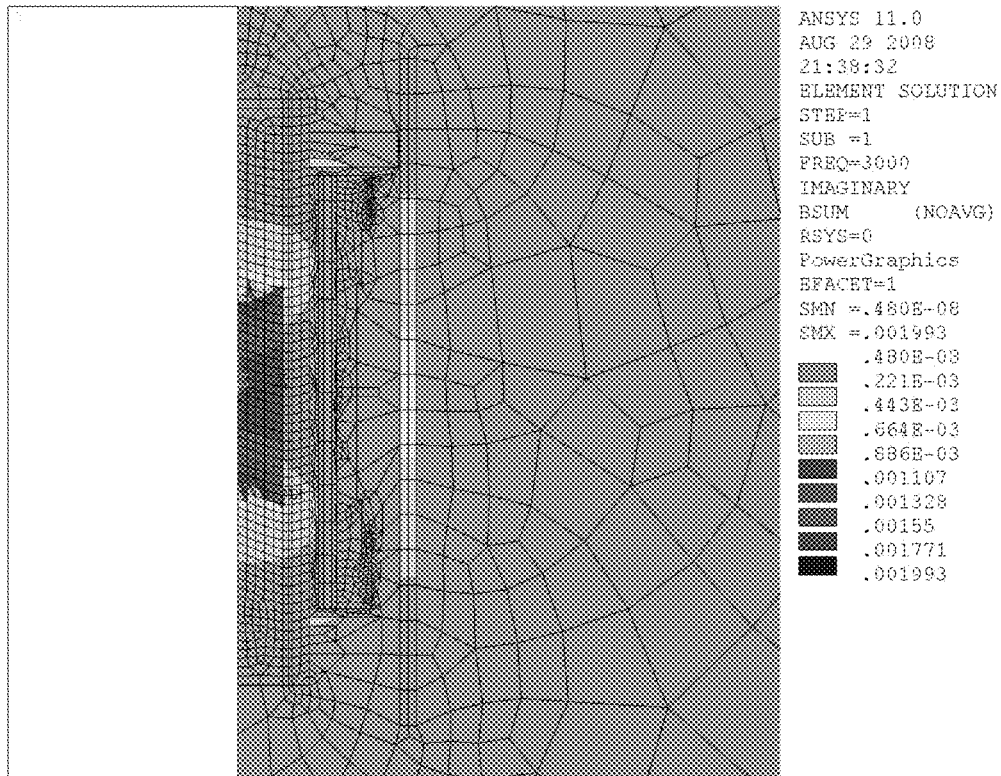 ANSYS 11.0
AUG 29 2008
21:38:32
ELEMENT SOLUTION
STEP=1
SUB =1
FREQ=3000
IMAGINARY
BSUM (NOAVG)
RSYS=0
PowerGraphics
EFACET=1
SMN =.480E-08
SMX =.001993
.480E-08
.221E-03
.443E-03
.664E-03
.886E-03
.001107
.001328
.00155
.001771
.001993